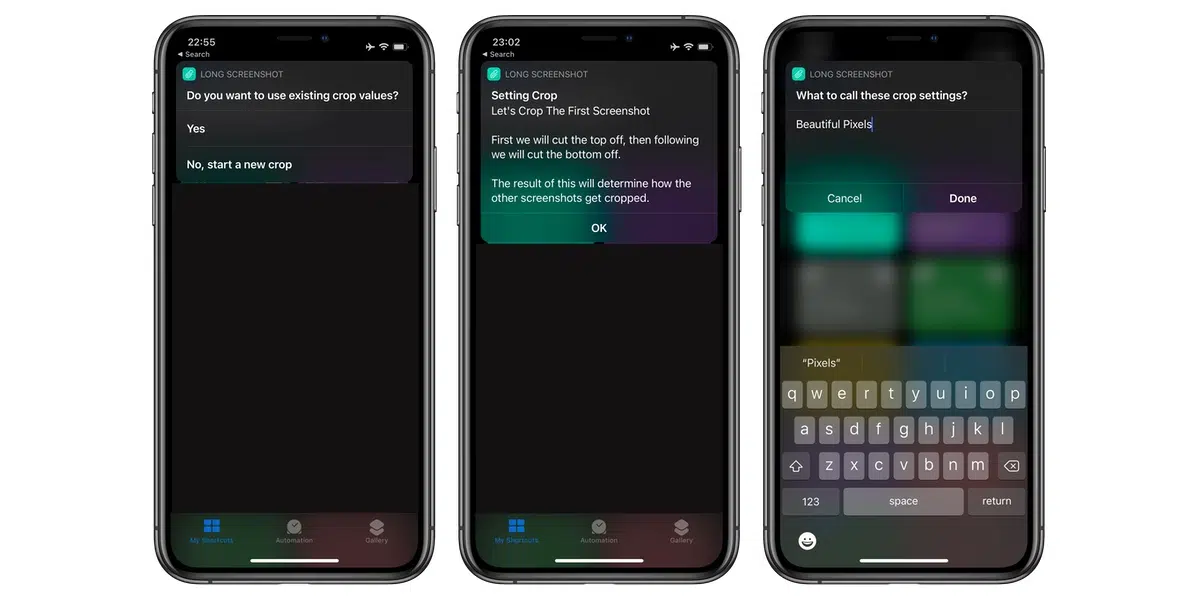 22:55
◀ Search
LONG SCREENSHOT
Do you want to use existing crop values?
Yes
No, start a new crop
My Shortcuts
Automation
Gallery
23:02
◀ Search
LONG SCREENSHOT
Setting Crop
Let's Crop The First Screenshot
First we will cut the top off, then following
we will cut the bottom off.
The result of this will determine how the
other screenshots get cropped.
OK
My Shortcuts
Automation
Gallery
LONG SCREENSHOT
What to call these crop settings?
Beautiful Pixels
Cancel
Done
“Pixels”
q w e r t y u i o p
a s d f g h j k l
z x c v b n m
123
space
return